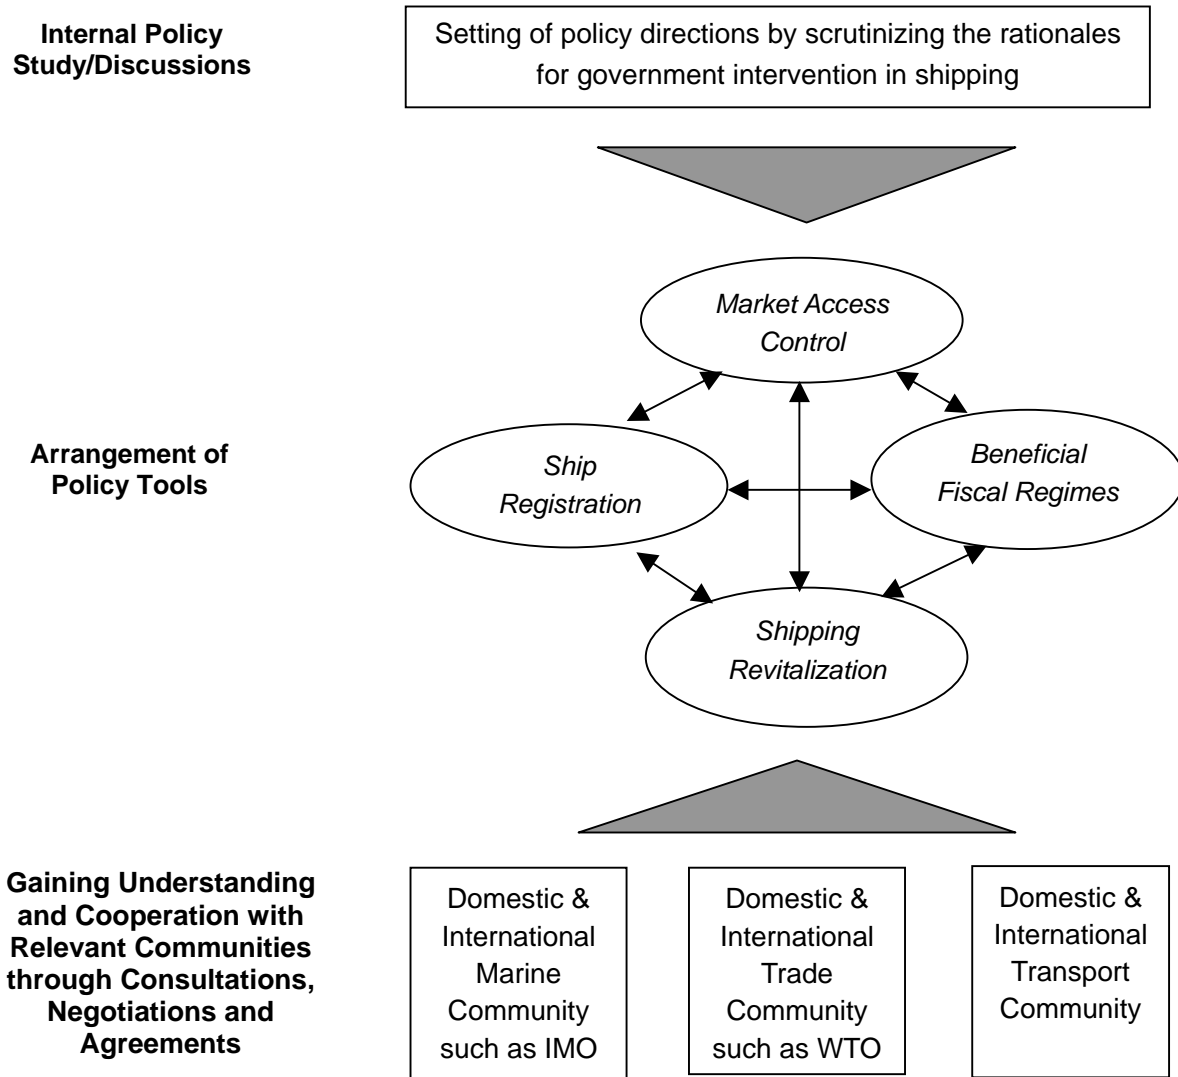 Internal Policy
Study/Discussions
Setting of policy directions by scrutinizing the rationales
for government intervention in shipping
Market Access
Control
Arrangement of
Policy Tools
Ship
Registration
Beneficial
Fiscal Regimes
Shipping
Revitalization
Gaining Understanding
and Cooperation with
Relevant Communities
through Consultations,
Negotiations and
Agreements
Domestic &
International
Marine
Community
such as IMO
Domestic &
International
Trade
Community
such as WTO
Domestic &
International
Transport
Community